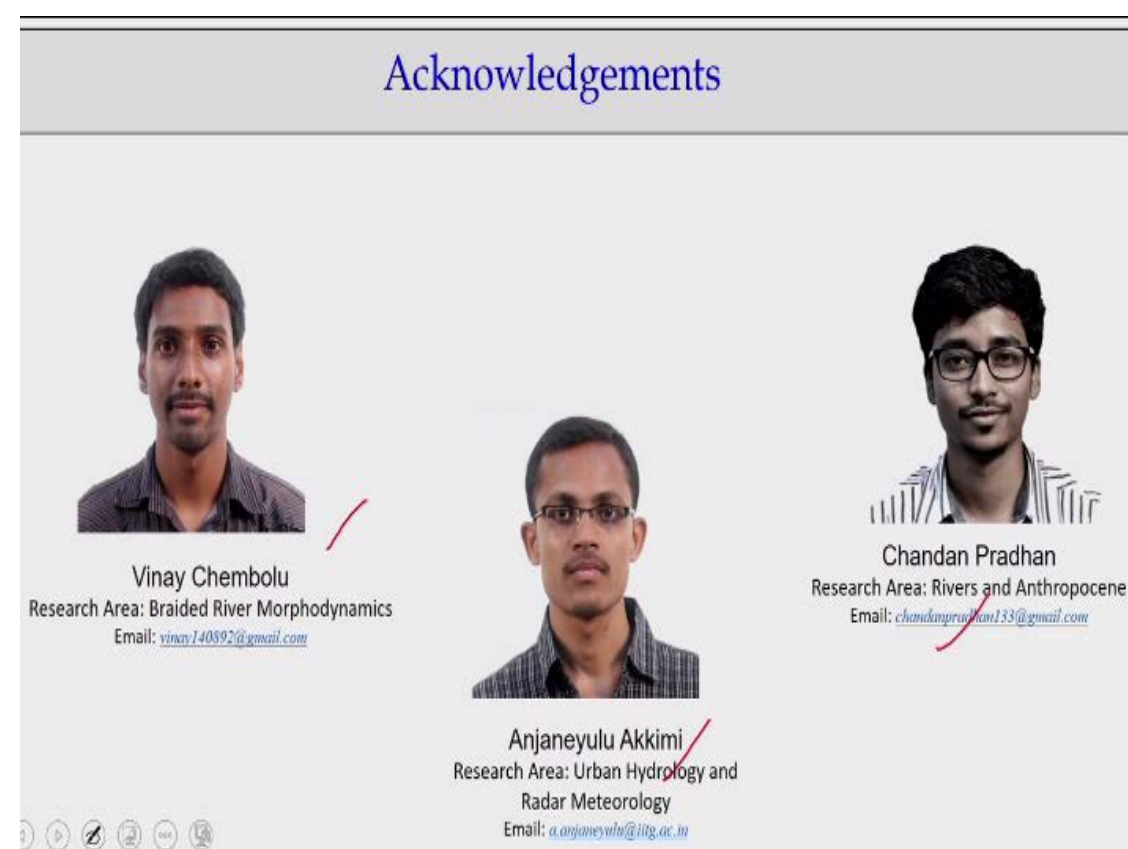 Acknowledgements
Vinay Chembolu
Research Area: Braided River Morphodynamics
Email: vinay140892@gmail.com
Anjaneyulu Akkimi
Research Area: Urban Hydrology and
Radar Meteorology
Email: a.anjaneyulu@iitg.ac.in
Chandan Pradhan
Research Area: Rivers and Anthropocene
Email: chandanpradhan133@gmail.com